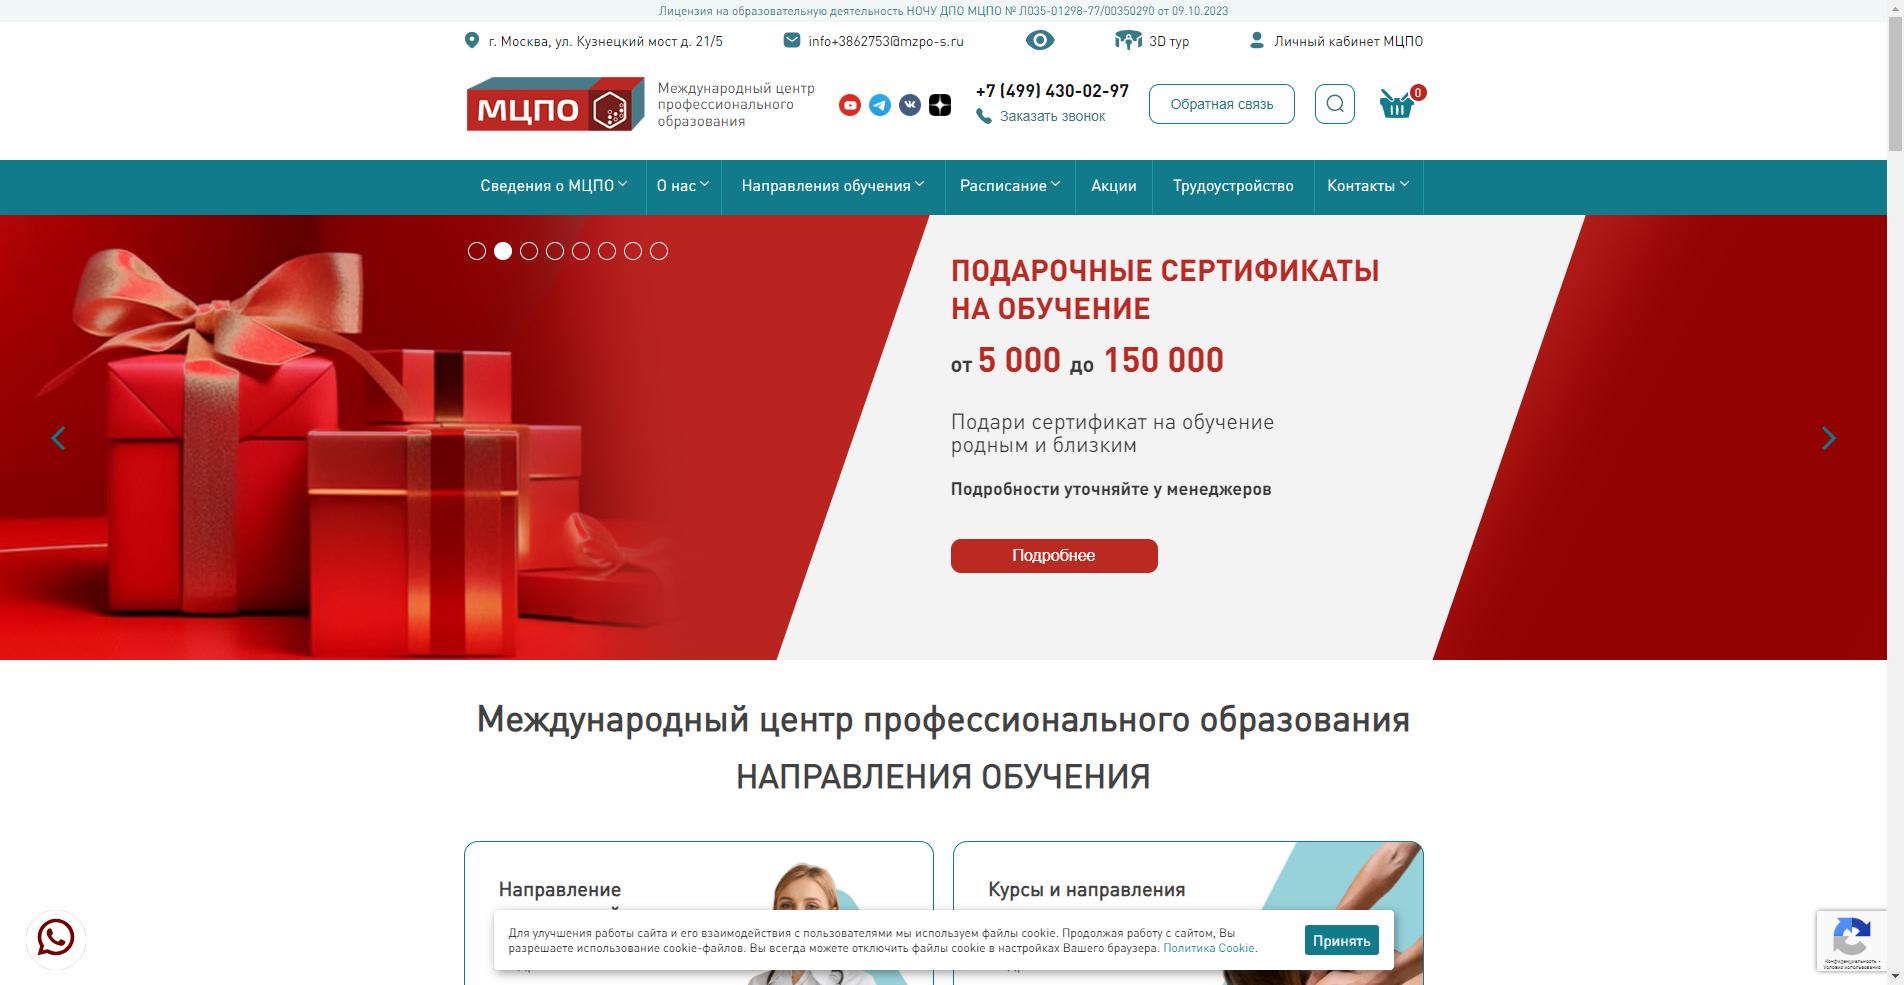 Лицензия на образовательную деятельность НОЧУ ДПО МЦПО № Л035-01298-77/00350290 от 09.10.2023
г. Москва, ул. Кузнецкий мост д. 21/5
info+3862753@mzpo-s.ru
3D тур
Личный кабинет МЦПО
МЦПО
Международный центр
профессионального
образования
+7 (499) 430-02-97
Заказать звонок
Обратная связь
0
Сведения о МЦПО
О нас
Направления обучения
Расписание
Акции
Трудоустройство
Контакты
ПОДАРОЧНЫЕ СЕРТИФИКАТЫ
НА ОБУЧЕНИЕ
от 5 000 до 150 000
Подари сертификат на обучение
родным и близким
Подробности уточняйте у менеджеров
Подробнее
Международный центр профессионального образования
НАПРАВЛЕНИЯ ОБУЧЕНИЯ
Направление
Курсы и направления
Для улучшения работы сайта и его взаимодействия с пользователями мы используем файлы cookie. Продолжая работу с сайтом, Вы
разрешаете использование cookie-файлов. Вы всегда можете отключить файлы cookie в настройках Вашего браузера. Политика Cookie.
Принять
Конфиденциальность -
Условия использования